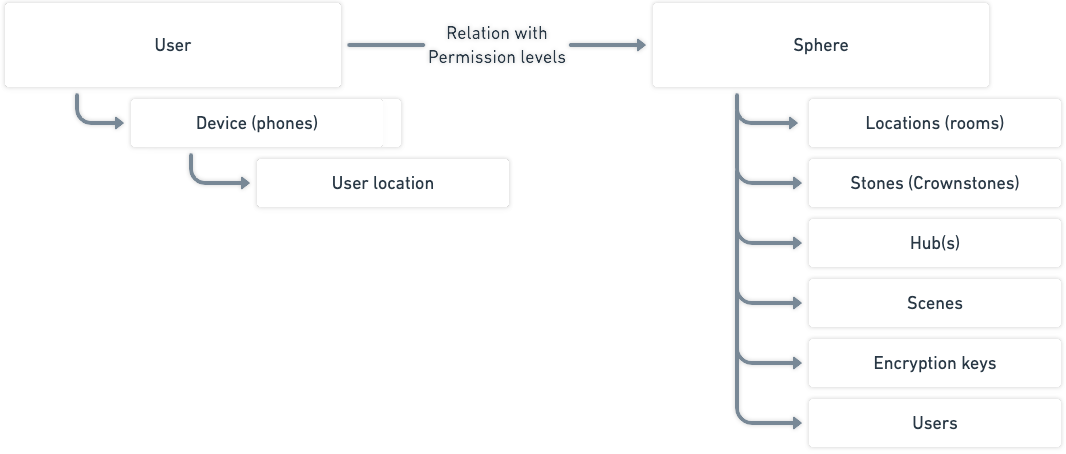 User
Relation with
Permission levels
Sphere
Device (phones)
User location
Locations (rooms)
Stones (Crownstones)
Hub(s)
Scenes
Encryption keys
Users